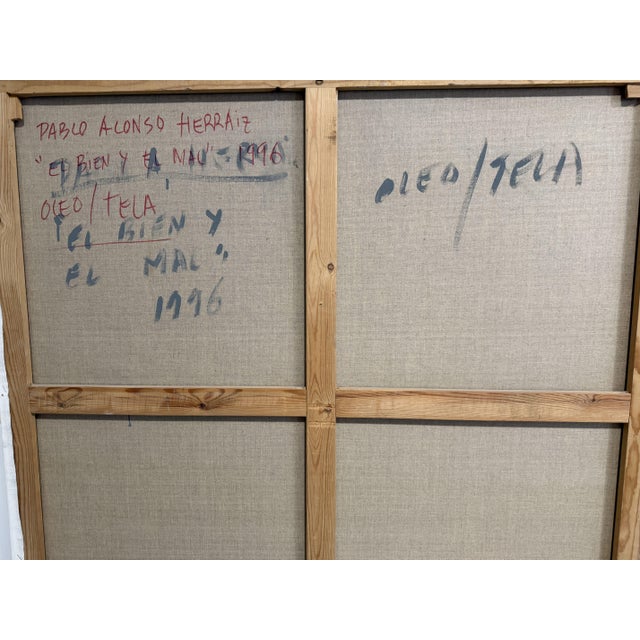 PABLO ALONSO HERRAIZ
"EL BIEN Y EL MAL" 1996
OLEO/TELA
"EL BIEN Y
EL MAL"
1996
OLEO/TELA